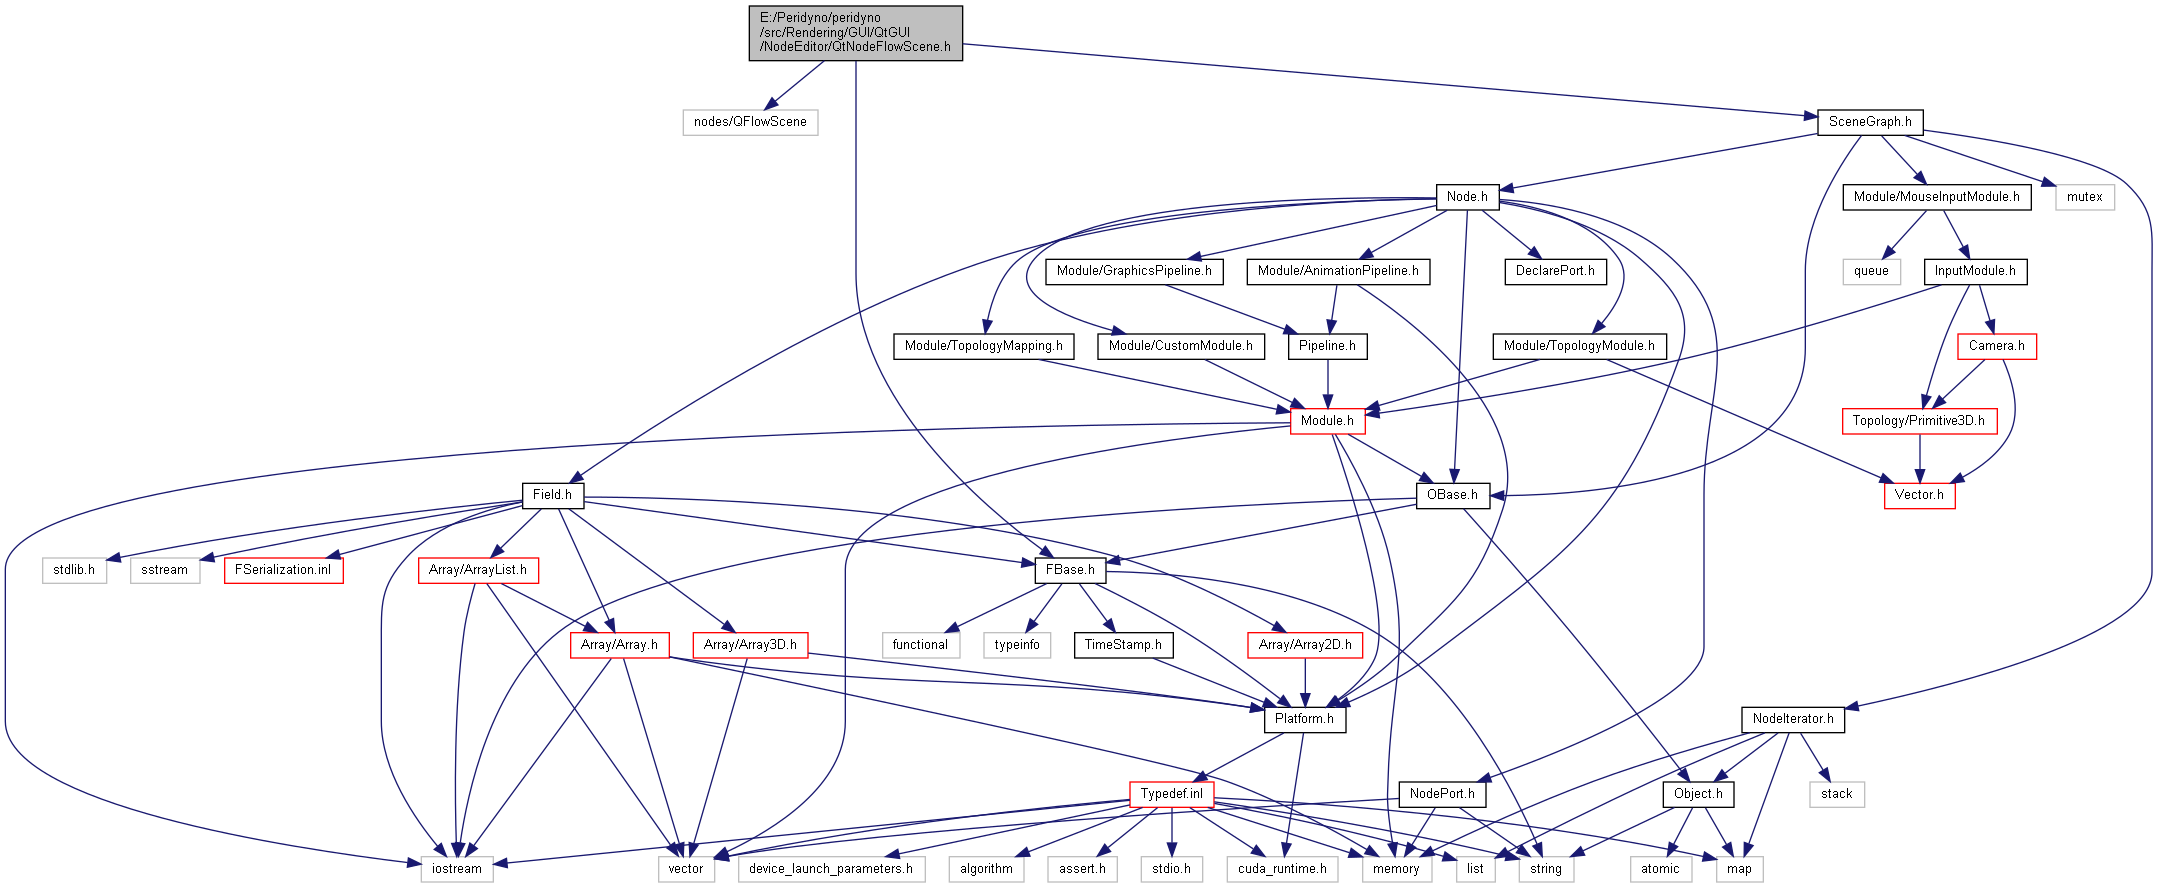 E:/Peridyno/peridyno
/src/Rendering/GUI/QtGUI
/NodeEditor/QtNodeFlowScene.h
nodes/QFlowScene
SceneGraph.h
Node.h
Module/MouseInputModule.h
mutex
Module/GraphicsPipeline.h
Module/AnimationPipeline.h
DeclarePort.h
queue
InputModule.h
Module/TopologyMapping.h
Module/CustomModule.h
Pipeline.h
Module/TopologyModule.h
Camera.h
Module.h
Topology/Primitive3D.h
Field.h
OBase.h
Vector.h
stdlib.h
sstream
FSerialization.inl
Array/ArrayList.h
FBase.h
Array/Array.h
Array/Array3D.h
functional
typeinfo
TimeStamp.h
Array/Array2D.h
Platform.h
NodeIterator.h
Typedef.inl
NodePort.h
Object.h
stack
iostream
vector
device_launch_parameters.h
algorithm
assert.h
stdio.h
cuda_runtime.h
memory
list
string
atomic
map